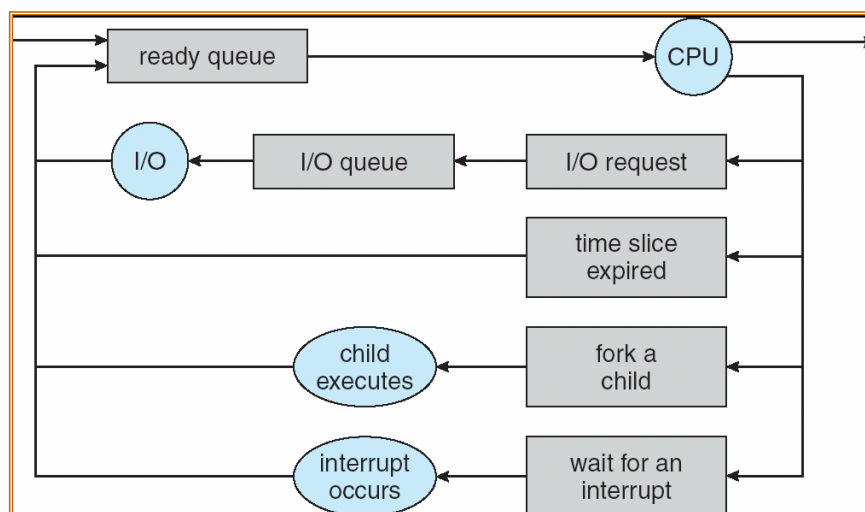 ready queue
CPU
I/O
I/O queue
I/O request
time slice
expired
child
executes
fork a
child
interrupt
occurs
wait for an
interrupt